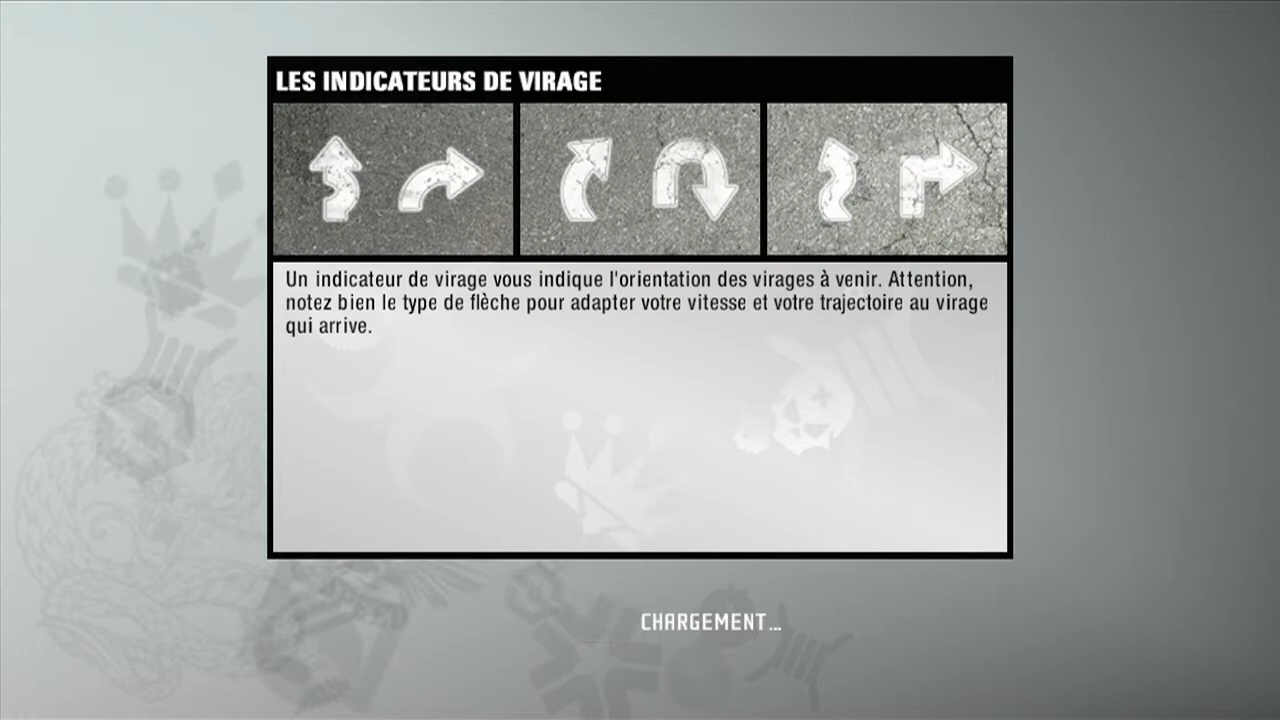 LES INDICATEURS DE VIRAGE
Un indicateur de virage vous indique l'orientation des virages à venir. Attention,
notez bien le type de flèche pour adapter votre vitesse et votre trajectoire au virage
qui arrive.
CHARGEMENT...